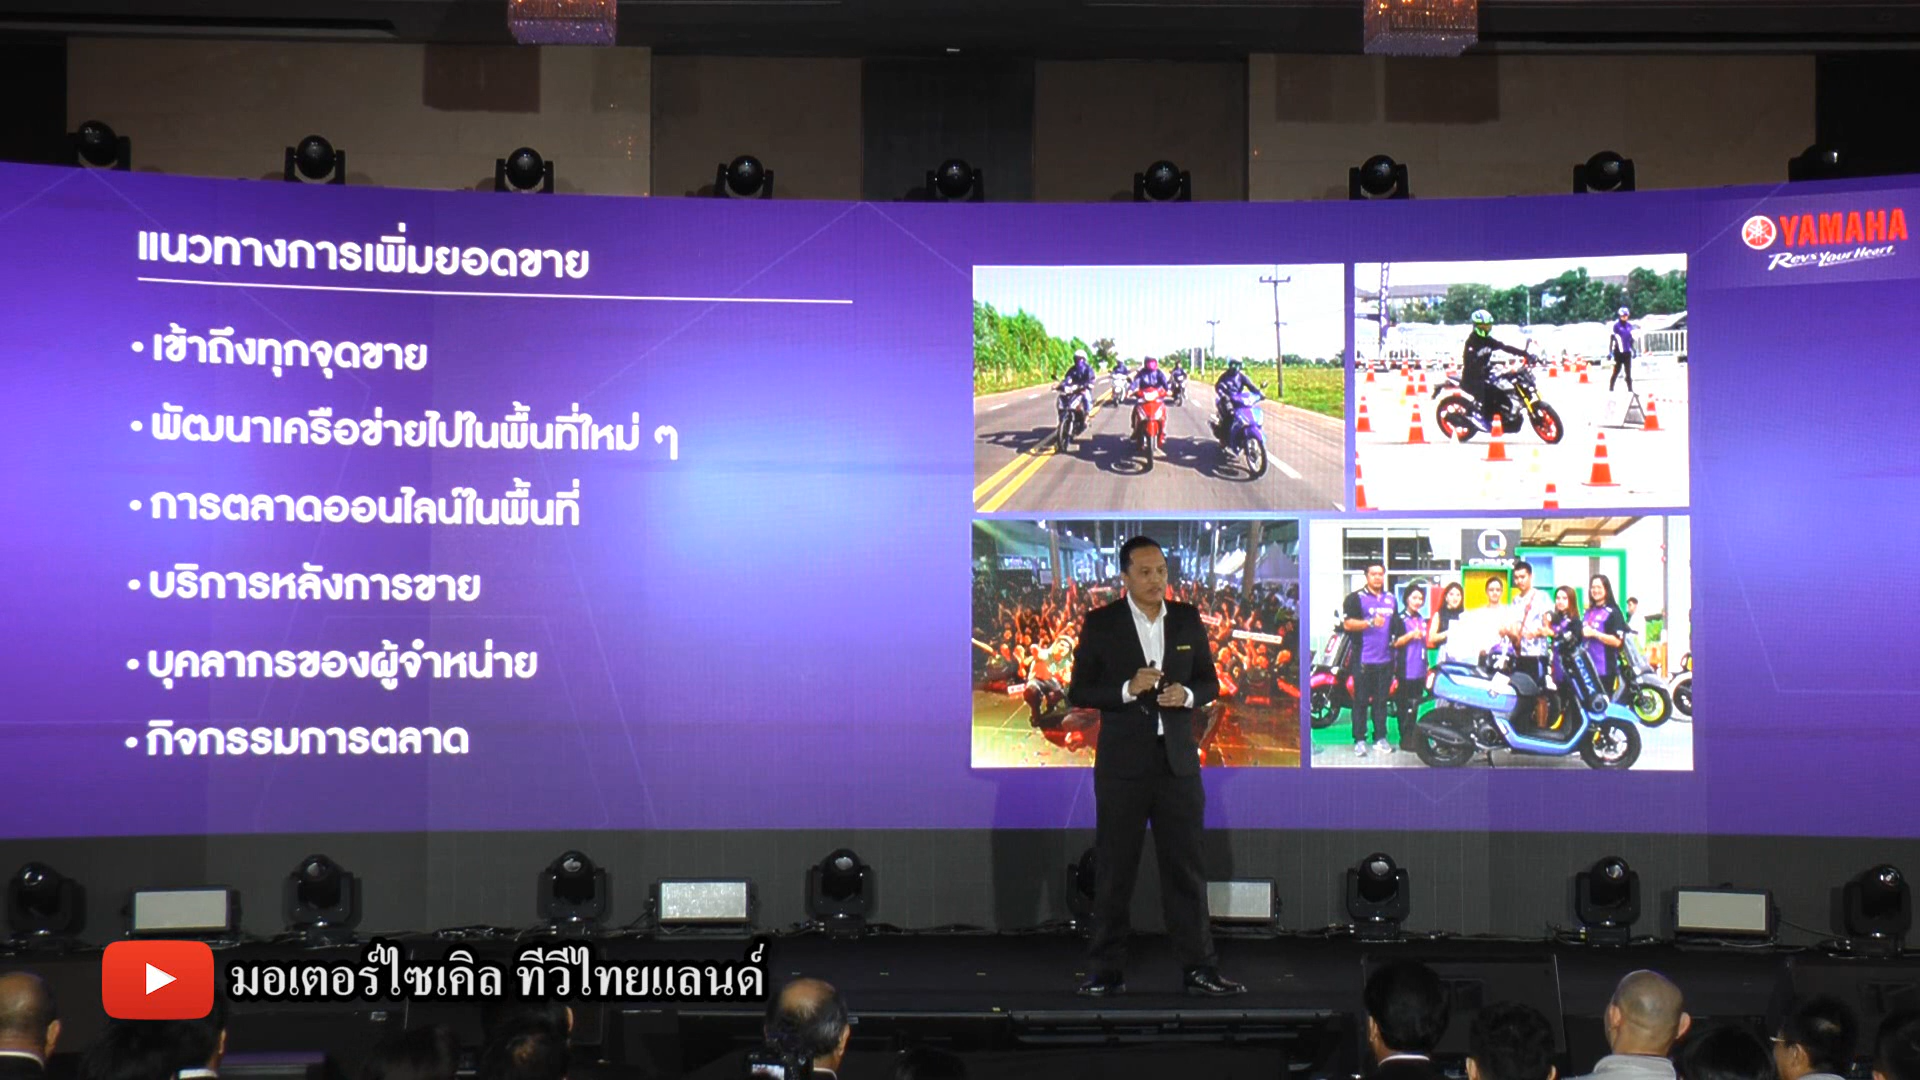 แนวทางการเพิ่มยอดขาย
• เข้าถึงทุกจุดขาย
• พัฒนาเครือข่ายไปในพื้นที่ใหม่ ๆ
• การตลาดออนไลน์ในพื้นที่
• บริการหลังการขาย
• บุคลากรของผู้จำหน่าย
• กิจกรรมการตลาด
YAMAHA
Revs Your Heart
มอเตอร์ไซเคิล ทีวีไทยแลนด์